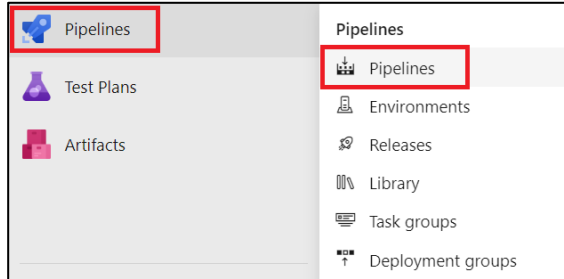 Pipelines
Test Plans
Artifacts
Pipelines
Pipelines
Environments
Releases
Library
Task groups
Deployment groups